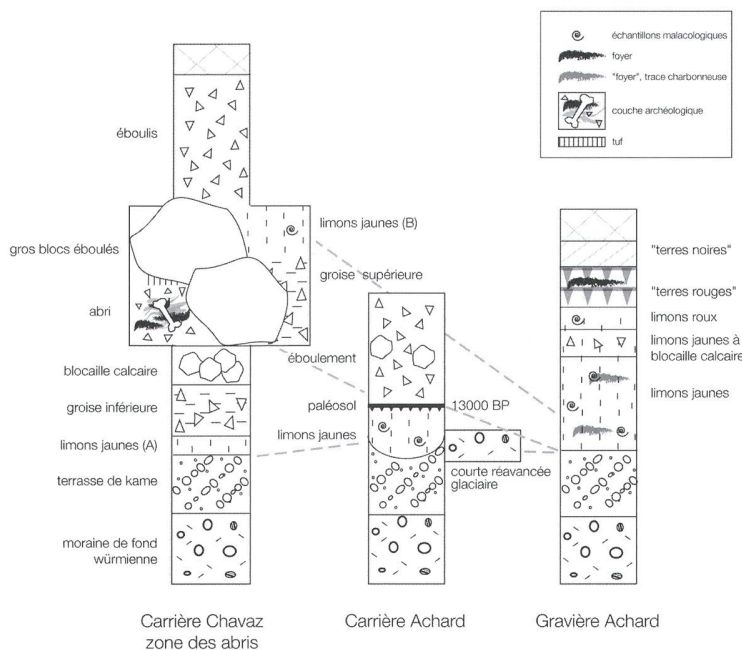 échantillons malacologiques
foyer
"foyer", trace charbonneuse
couche archéologique
tuf
éboulis
gros blocs éboulés
abri
blocaille calcaire
groise inférieure
limons jaunes (A)
terrasse de kame
moraine de fond
würmienne
limons jaunes (B)
groise supérieure
éboulement
paléosol
13000 BP
limons jaunes
courte réavancée
glaciaire
"terres noires"
"terres rouges"
limons roux
limons jaunes à
blocaille calcaire
limons jaunes
Carrière Chavaz
zone des abris
Carrière Achard
Gravière Achard